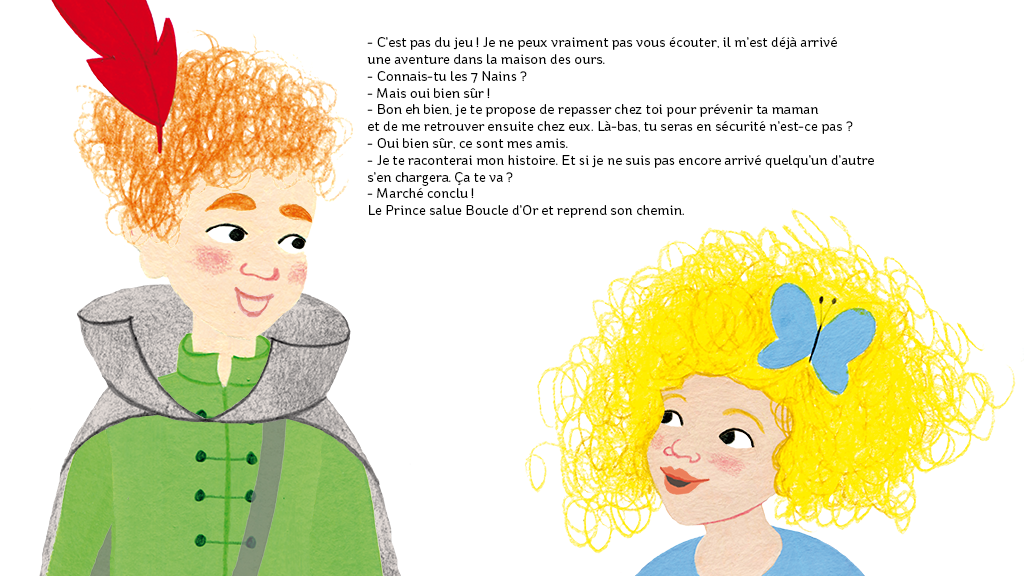 - C'est pas du jeu ! Je ne peux vraiment pas vous écouter, il m'est déjà arrivé
une aventure dans la maison des ours.
- Connais-tu les 7 Nains ?
- Mais oui bien sûr !
- Bon eh bien, je te propose de repasser chez toi pour prévenir ta maman
et de me retrouver ensuite chez eux. Là-bas, tu seras en sécurité n'est-ce pas ?
- Oui bien sûr, ce sont mes amis.
- Je te raconterai mon histoire. Et si je ne suis pas encore arrivé quelqu'un d'autre
s'en chargera. Ça te va ?
- Marché conclu !
Le Prince salue Boucle d'Or et reprend son chemin.